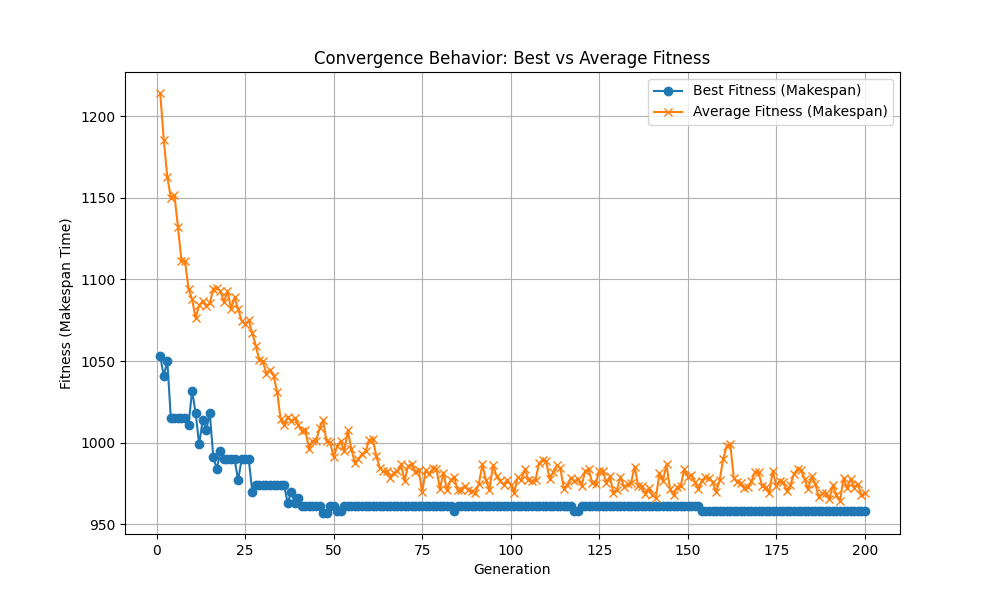 Convergence Behavior: Best vs Average Fitness
Best Fitness (Makespan)
Average Fitness (Makespan)
Fitness (Makespan Time)
1200
1150
1100
1050
1000
950
0 25 50 75 100 125 150 175 200
Generation